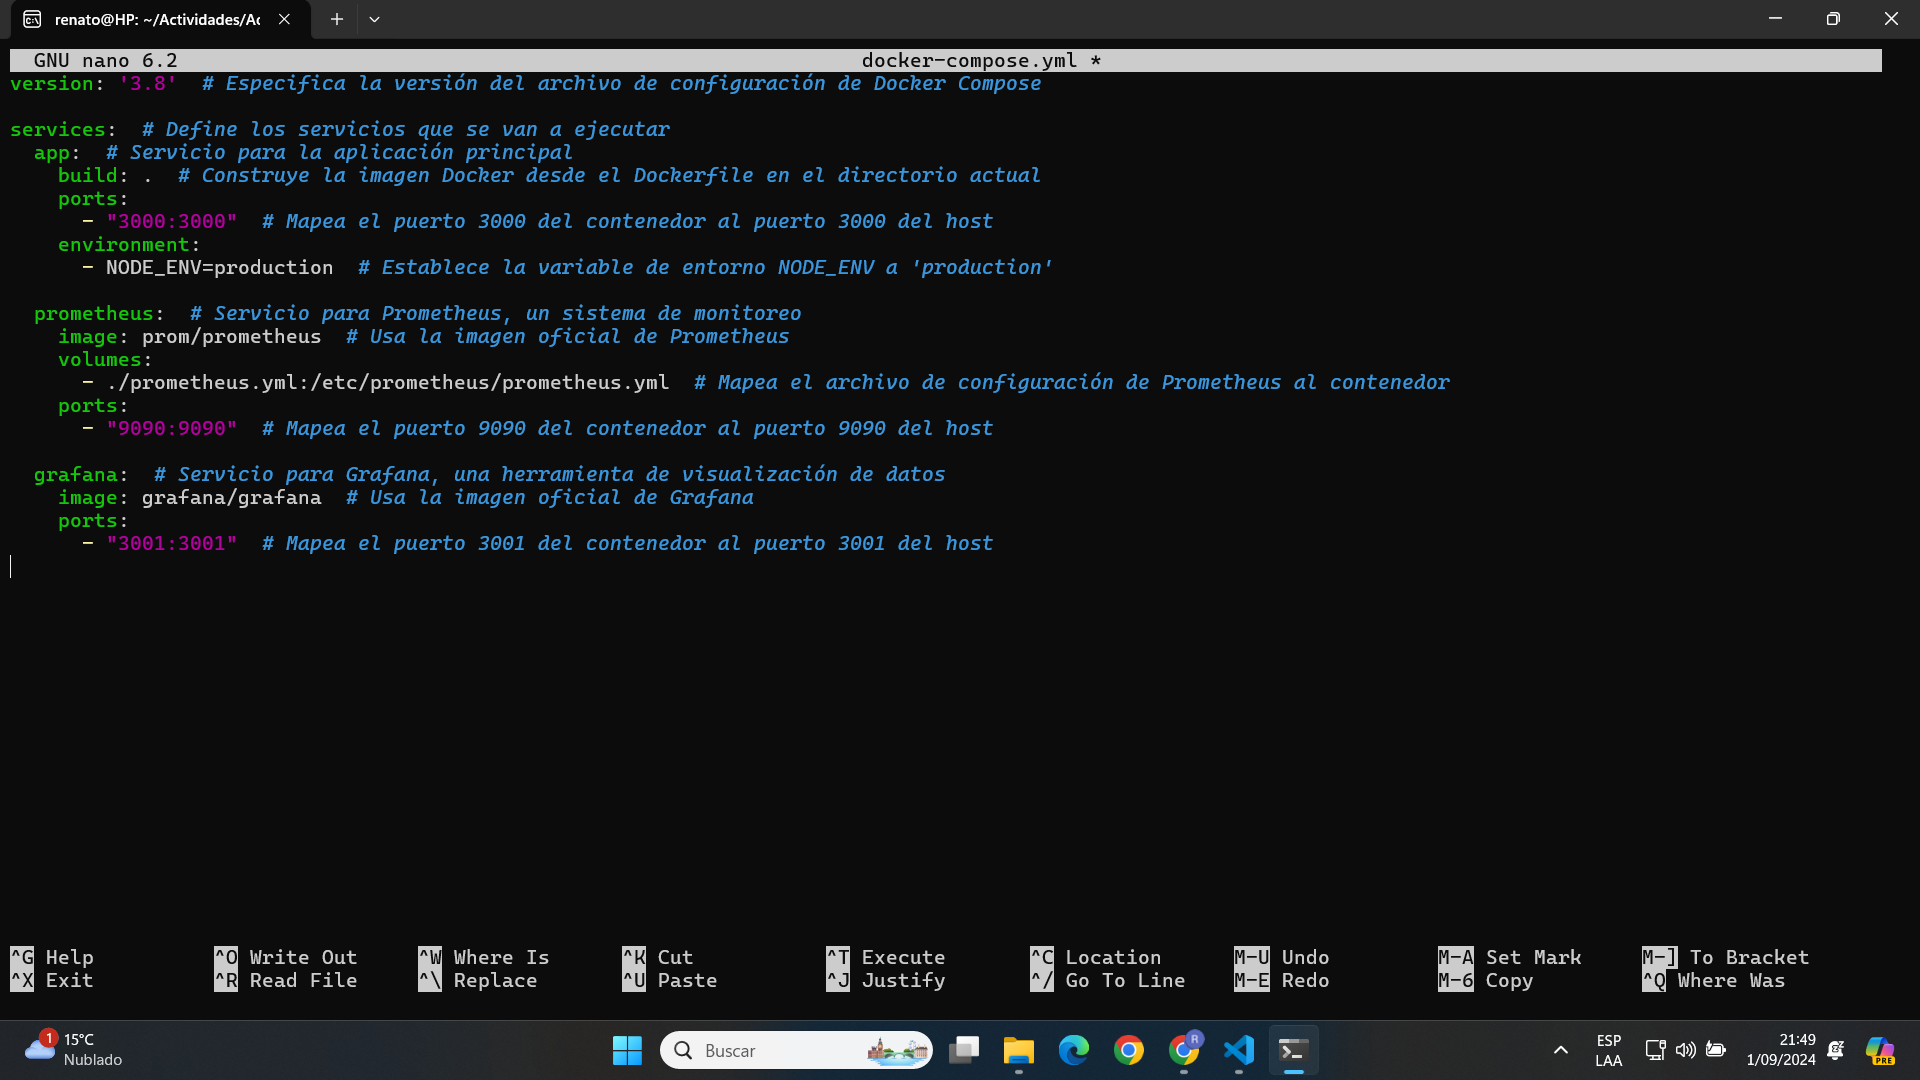 renato@HP: ~/Actividades/Ac
GNU nano 6.2 docker-compose.yml *
version: '3.8'  # Especifica la versión del archivo de configuración de Docker Compose

services:  # Define los servicios que se van a ejecutar
  app:  # Servicio para la aplicación principal
    build: .  # Construye la imagen Docker desde el Dockerfile en el directorio actual
    ports:
      - "3000:3000"  # Mapea el puerto 3000 del contenedor al puerto 3000 del host
    environment:
      - NODE_ENV=production  # Establece la variable de entorno NODE_ENV a 'production'

  prometheus:  # Servicio para Prometheus, un sistema de monitoreo
    image: prom/prometheus  # Usa la imagen oficial de Prometheus
    volumes:
      - ./prometheus.yml:/etc/prometheus/prometheus.yml  # Mapea el archivo de configuración de Prometheus al contenedor
    ports:
      - "9090:9090"  # Mapea el puerto 9090 del contenedor al puerto 9090 del host

  grafana:  # Servicio para Grafana, una herramienta de visualización de datos
    image: grafana/grafana  # Usa la imagen oficial de Grafana
    ports:
      - "3001:3001"  # Mapea el puerto 3001 del contenedor al puerto 3001 del host

^G Help ^O Write Out ^W Where Is ^K Cut ^T Execute ^C Location M-U Undo M-A Set Mark M-] To Bracket
^X Exit ^R Read File ^\ Replace ^U Paste ^J Justify ^/ Go To Line M-E Redo M-6 Copy ^Q Where Was
1 15°C
Nublado
Buscar
R
ESP
LAA
21:49
1/09/2024
PRE